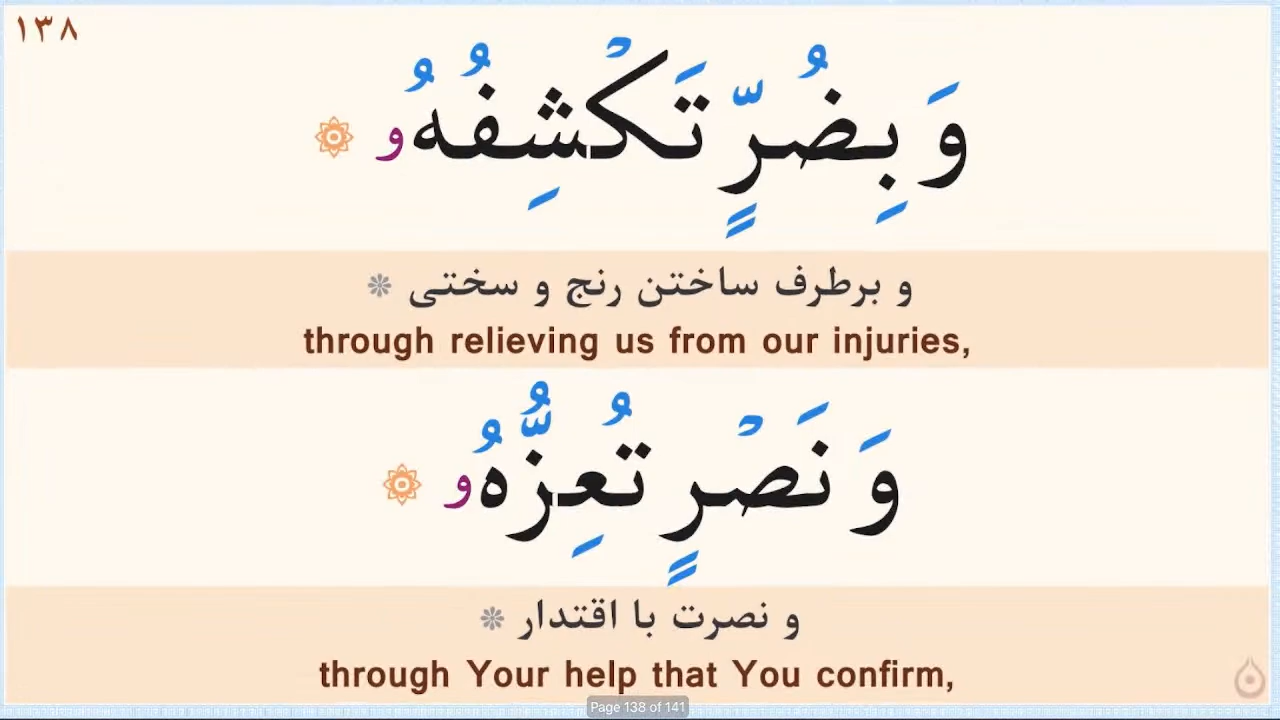 ١٣٨
وَ بِضُرٍّ تَكْشِفُهُ و
و برطرف ساختن رنج و سختی
through relieving us from our injuries,
وَ نَصْرٍ تُعِزُّهُ و
و نصرت با اقتدار
through Your help that You confirm,
Page 138 of 141